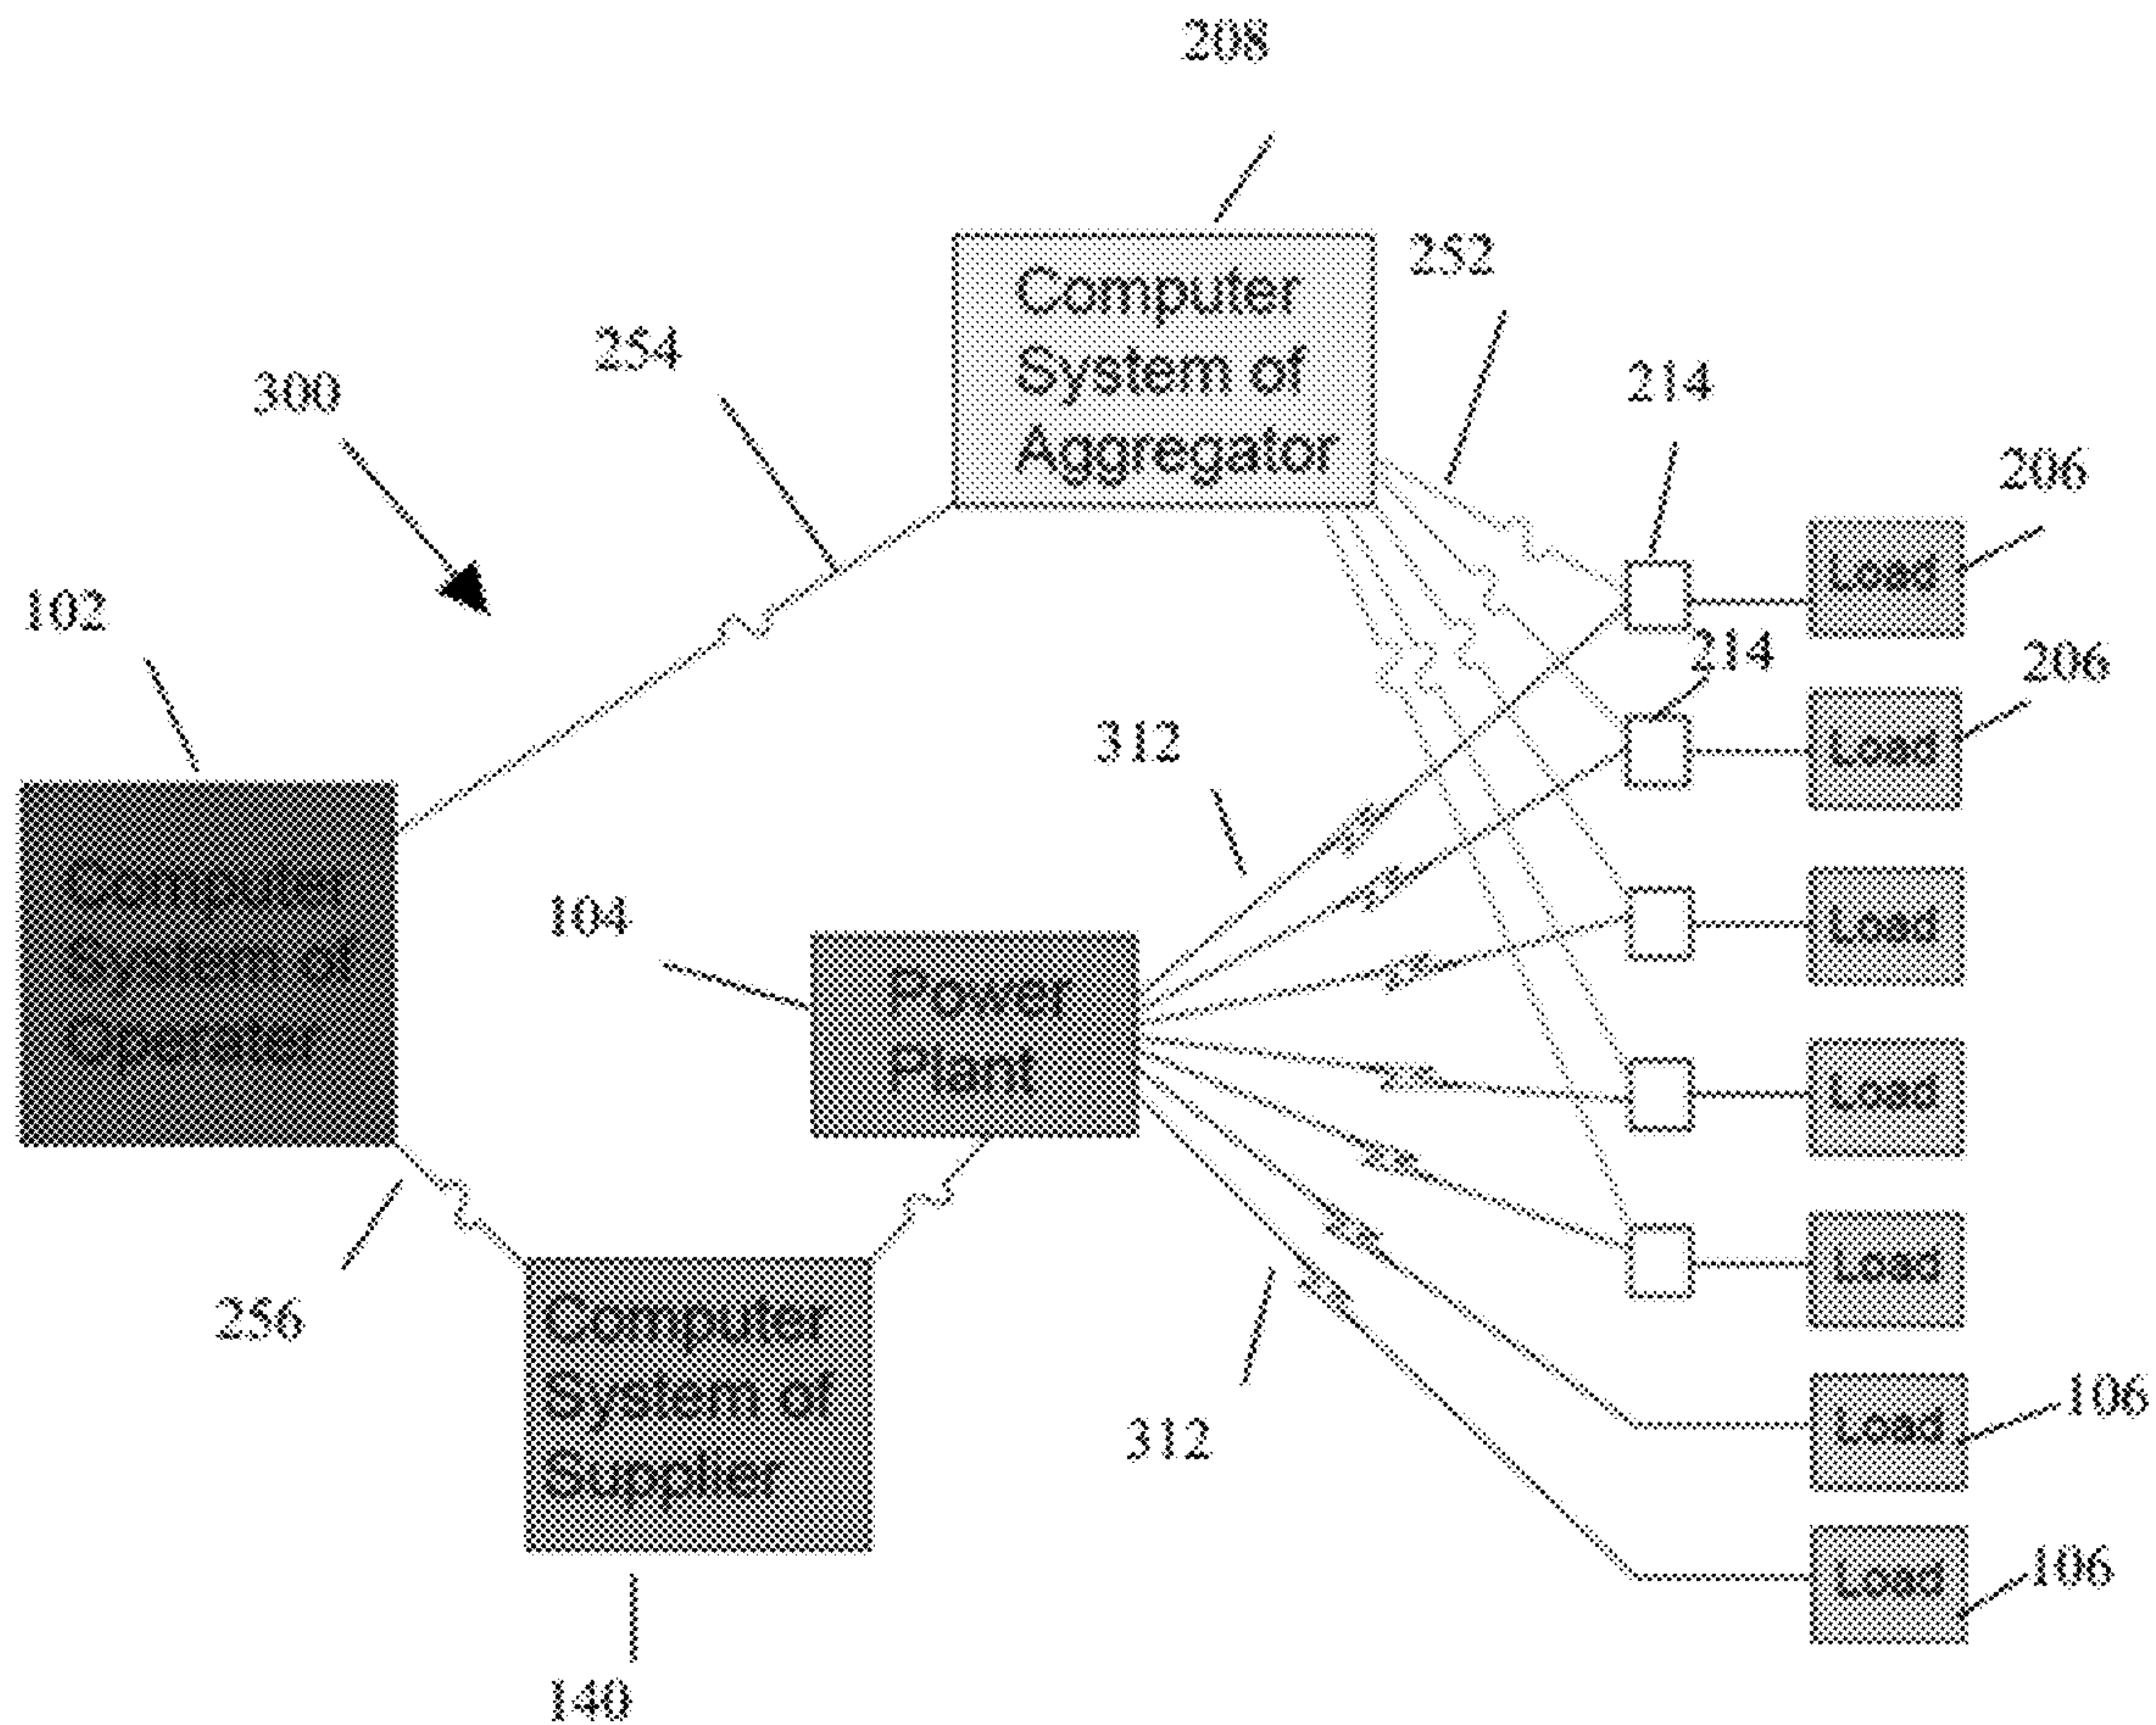 208
252
254
300
214
206
Computer
System of
Aggregator
Load
102
214
206
Load
312
104
Computer
System of
Operater
Power
Plant
Load
Load
256
Computer
System of
Supplier
Load
312
Load
106
Load
106
140